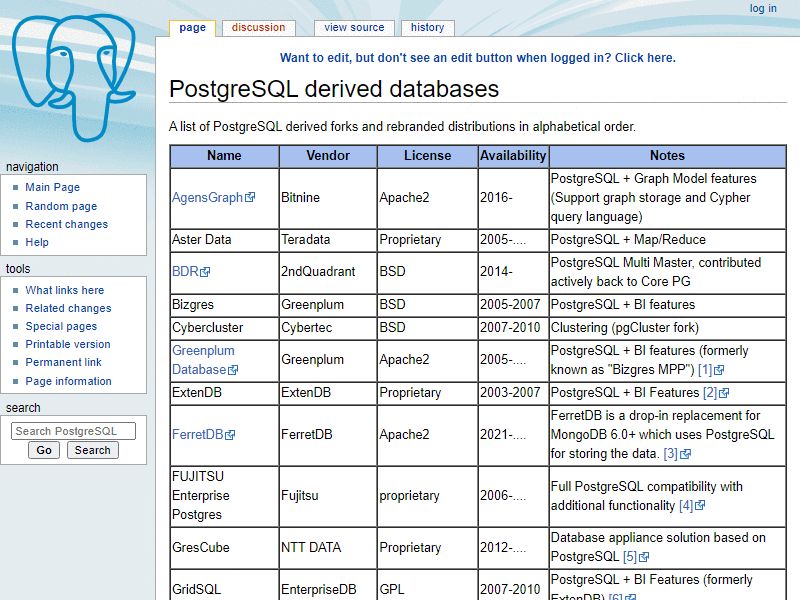 log in
page
discussion
view source
history
Want to edit, but don't see an edit button when logged in? Click here.
PostgreSQL derived databases
A list of PostgreSQL derived forks and rebranded distributions in alphabetical order.
navigation
Main Page
Random page
Recent changes
Help
tools
What links here
Related changes
Special pages
Printable version
Permanent link
Page information
search
Search PostgreSQL
Go Search
Name Vendor License Availability Notes
AgensGraph Bitnine Apache2 2016- PostgreSQL + Graph Model features
(Support graph storage and Cypher
query language)
Aster Data Teradata Proprietary 2005-.... PostgreSQL + Map/Reduce
BDR 2ndQuadrant BSD 2014- PostgreSQL Multi Master, contributed
actively back to Core PG
Bizgres Greenplum BSD 2005-2007 PostgreSQL + BI features
Cybercluster Cybertec BSD 2007-2010 Clustering (pgCluster fork)
Greenplum
Database Greenplum Apache2 2005-.... PostgreSQL + BI features (formerly
known as "Bizgres MPP") [1]
ExtenDB ExtenDB Proprietary 2003-2007 PostgreSQL + BI Features [2]
FerretDB FerretDB Apache2 2021-.... FerretDB is a drop-in replacement for
MongoDB 6.0+ which uses PostgreSQL
for storing the data. [3]
FUJITSU
Enterprise
Postgres Fujitsu proprietary 2006-.... Full PostgreSQL compatibility with
additional functionality [4]
GresCube NTT DATA Proprietary 2012-.... Database appliance solution based on
PostgreSQL [5]
GridSQL EnterpriseDB GPL 2007-2010 PostgreSQL + BI Features (formerly
ExtenDB) [6]